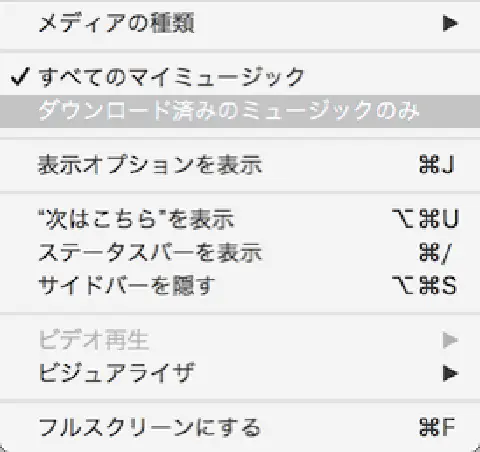 メディアの種類 ▶
✓ すべてのマイミュージック
ダウンロード済みのミュージックのみ
表示オプションを表示 ⌘J
“次はこちら”を表示 ⌥⌘U
ステータスバーを表示 ⌘/
サイドバーを隠す ⌥⌘S
ビデオ再生 ▶
ビジュアライザ ▶
フルスクリーンにする ⌘F